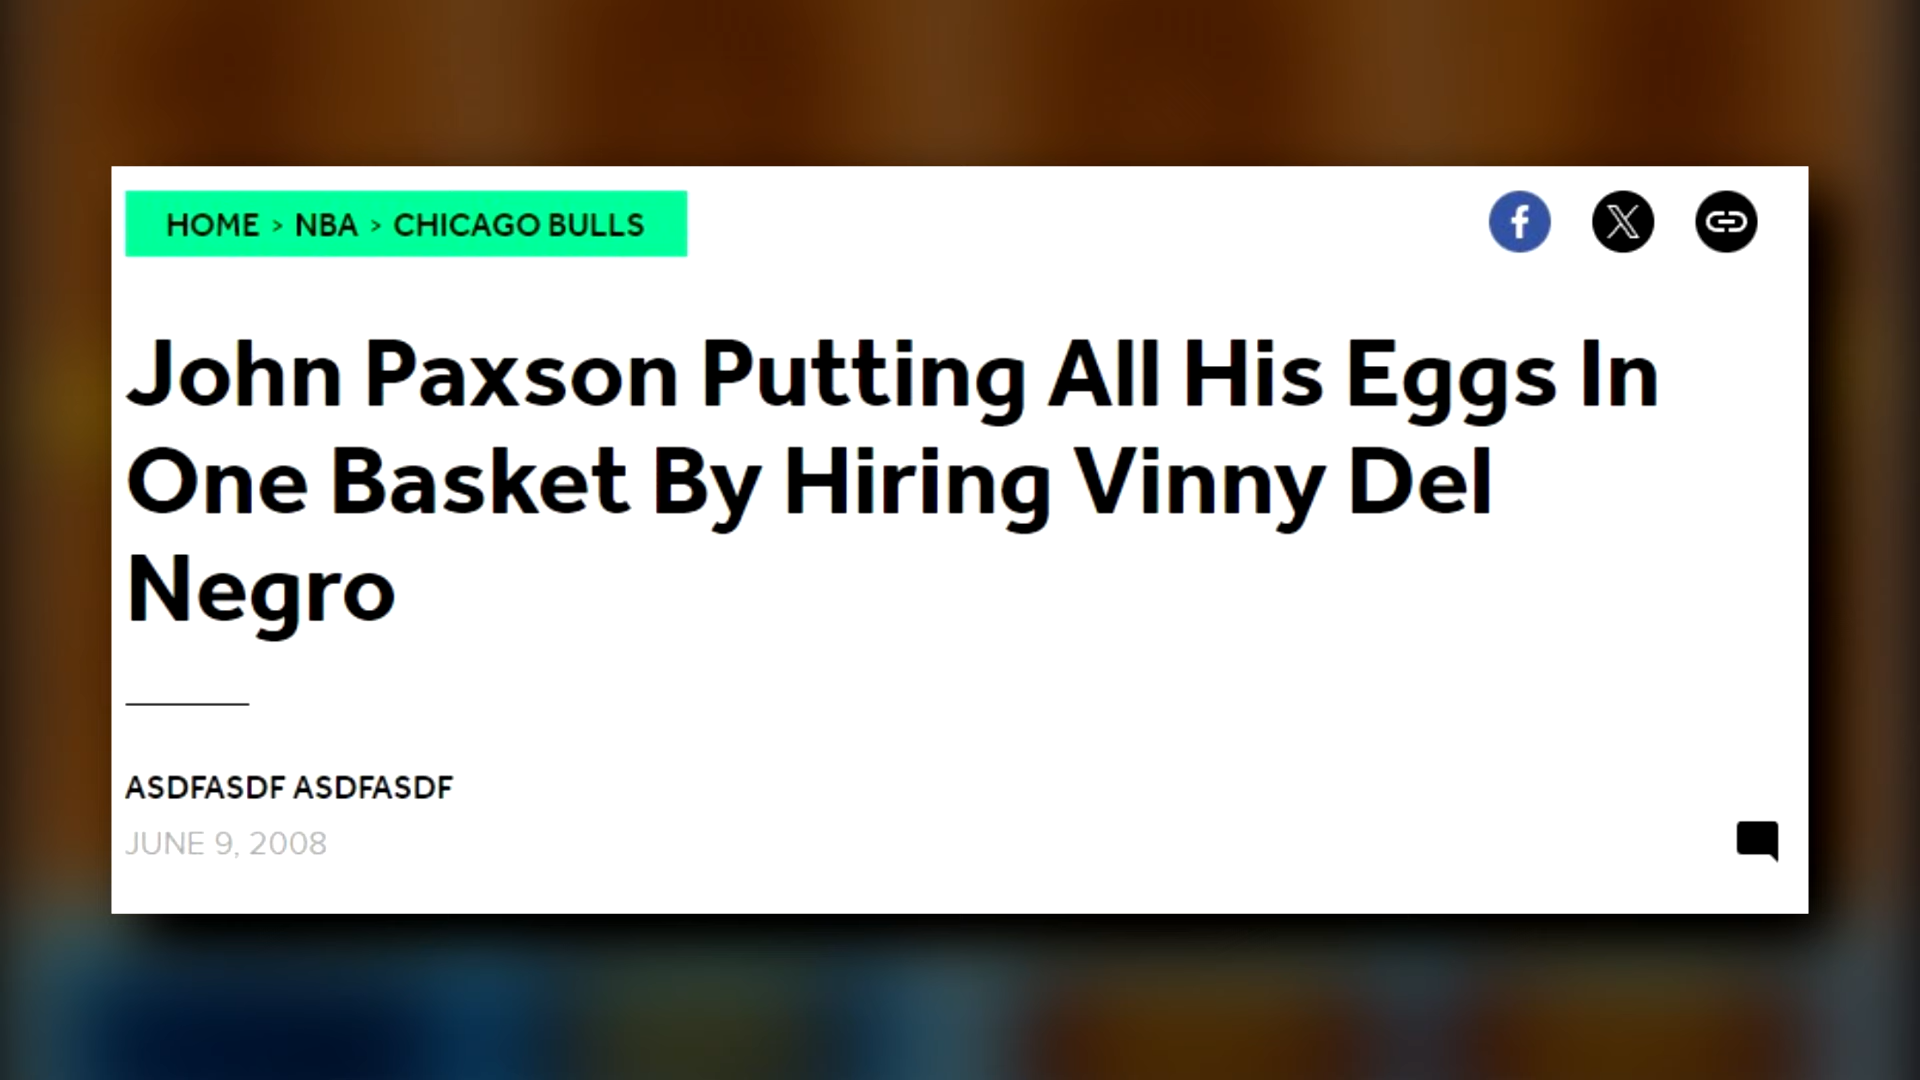 HOME > NBA > CHICAGO BULLS
John Paxson Putting All His Eggs In
One Basket By Hiring Vinny Del
Negro
ASDFASDF ASDFASDF
JUNE 9, 2008